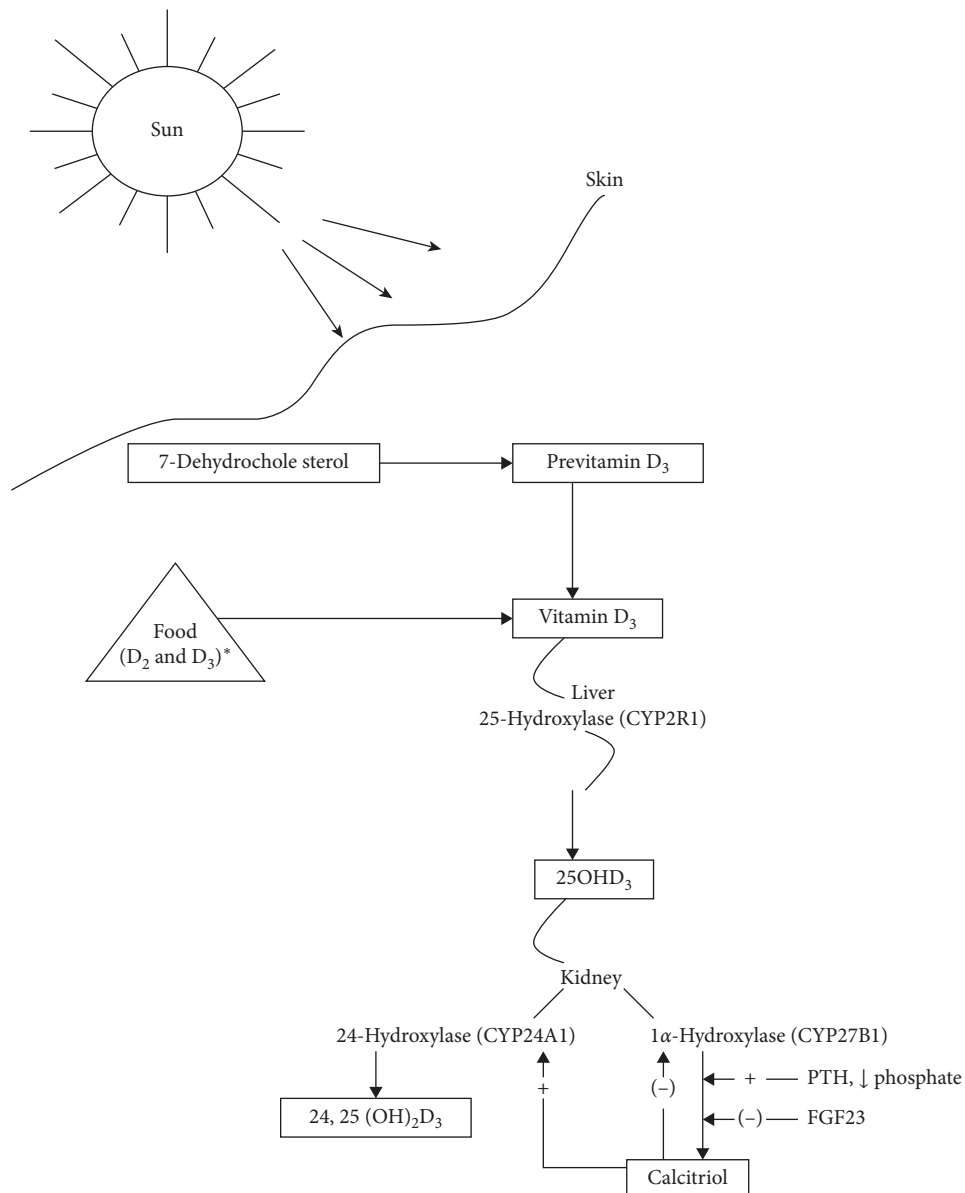 Sun
Skin
7-Dehydrochole sterol
Previtamin D₃
Vitamin D₃
Food
(D₂ and D₃)*
Liver
25-Hydroxylase (CYP2R1)
25OHD₃
Kidney
24-Hydroxylase (CYP24A1)
1α-Hydroxylase (CYP27B1)
+
(–)
+
PTH, ↓ phosphate
24, 25 (OH)₂D₃
(–)
FGF23
Calcitriol